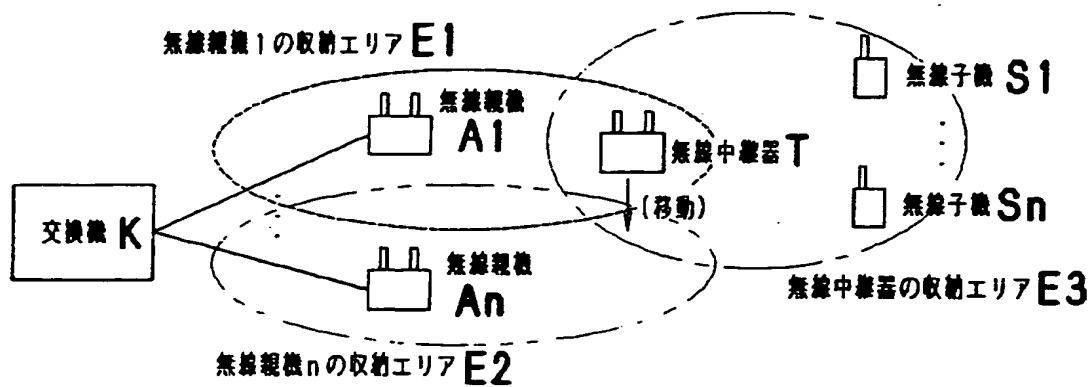 無線親機1の収納エリアE1
無線親機
A1
無線子機 S1
無線中継器T
(移動)
無線子機Sn
交換機K
無線親機
An
無線中継器の収納エリアE3
無線親機nの収納エリアE2